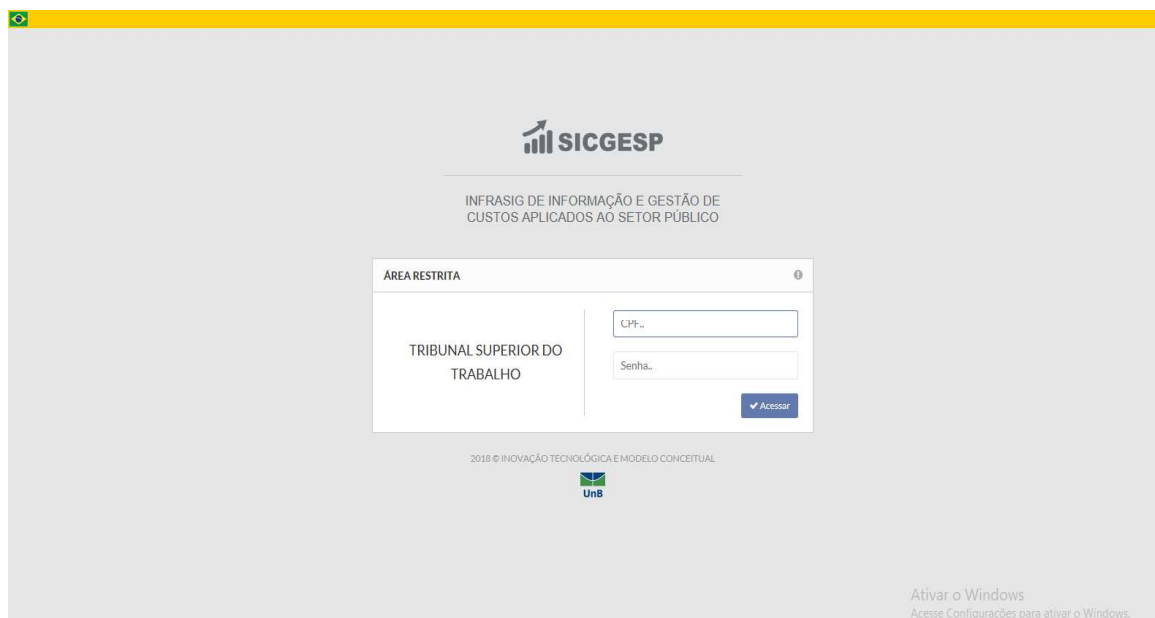 SICGESP
INFRASIG DE INFORMAÇÃO E GESTÃO DE
CUSTOS APLICADOS AO SETOR PÚBLICO
ÁREA RESTRITA
TRIBUNAL SUPERIOR DO
TRABALHO
CPF..
Senha..
Acessar
2018 © INOVAÇÃO TECNOLÓGICA E MODELO CONCEITUAL
UnB
Ativar o Windows
Acesse Configurações para ativar o Windows.